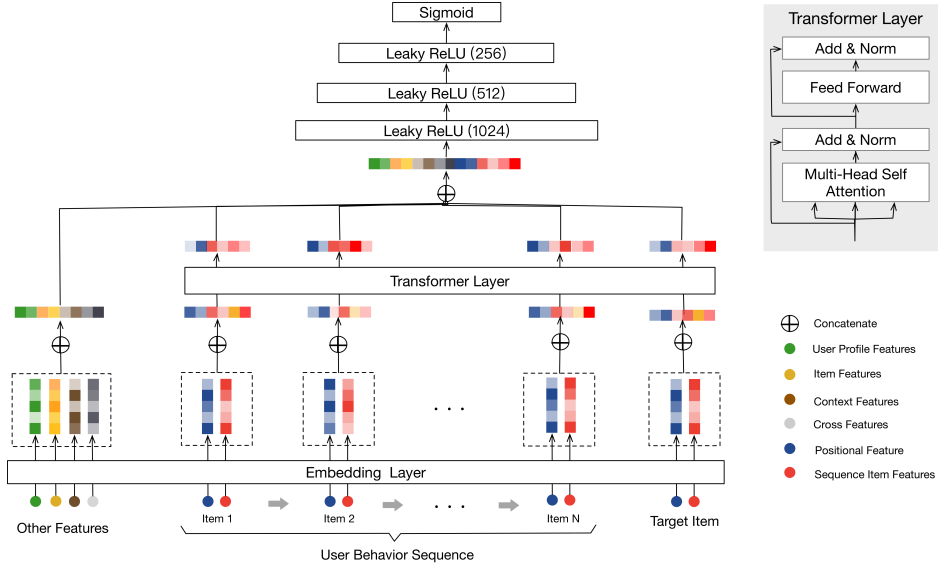 Sigmoid
Leaky ReLU (256)
Leaky ReLU (512)
Leaky ReLU (1024)
Transformer Layer
Embedding Layer
Other Features
Item 1
Item 2
. . .
. . .
Item N
Target Item
User Behavior Sequence
Transformer Layer
Add & Norm
Feed Forward
Add & Norm
Multi-Head Self
Attention
Concatenate
User Profile Features
Item Features
Context Features
Cross Features
Positional Feature
Sequence Item Features